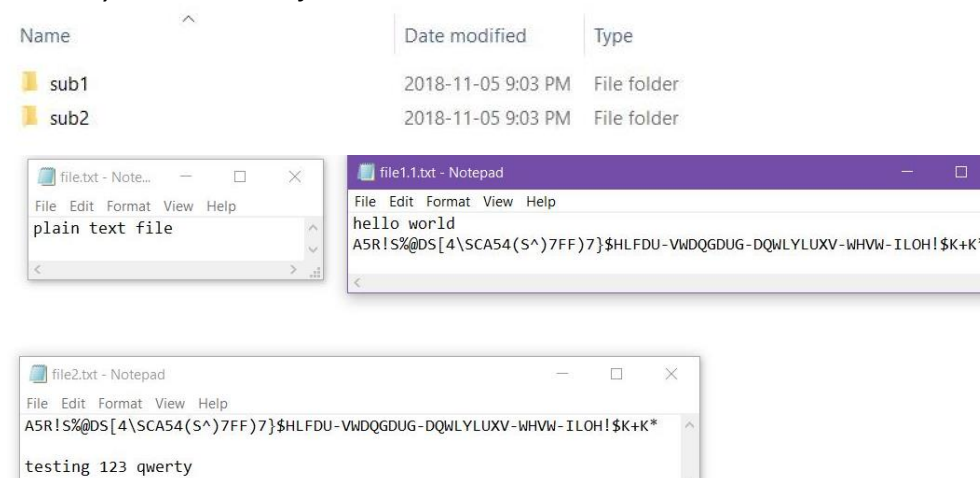 Name Date modified Type
sub1 2018-11-05 9:03 PM File folder
sub2 2018-11-05 9:03 PM File folder
file.txt - Note...
File Edit Format View Help
plain text file
file1.1.txt - Notepad
File Edit Format View Help
hello world
A5R!S%@DS[4\SCA54(S^)7FF)7}$HLFDU-VWDQGDUG-DQWLYLUXV-WHVW-ILOH!$K+K*
file2.txt - Notepad
File Edit Format View Help
A5R!S%@DS[4\SCA54(S^)7FF)7}$HLFDU-VWDQGDUG-DQWLYLUXV-WHVW-ILOH!$K+K*
testing 123 qwerty